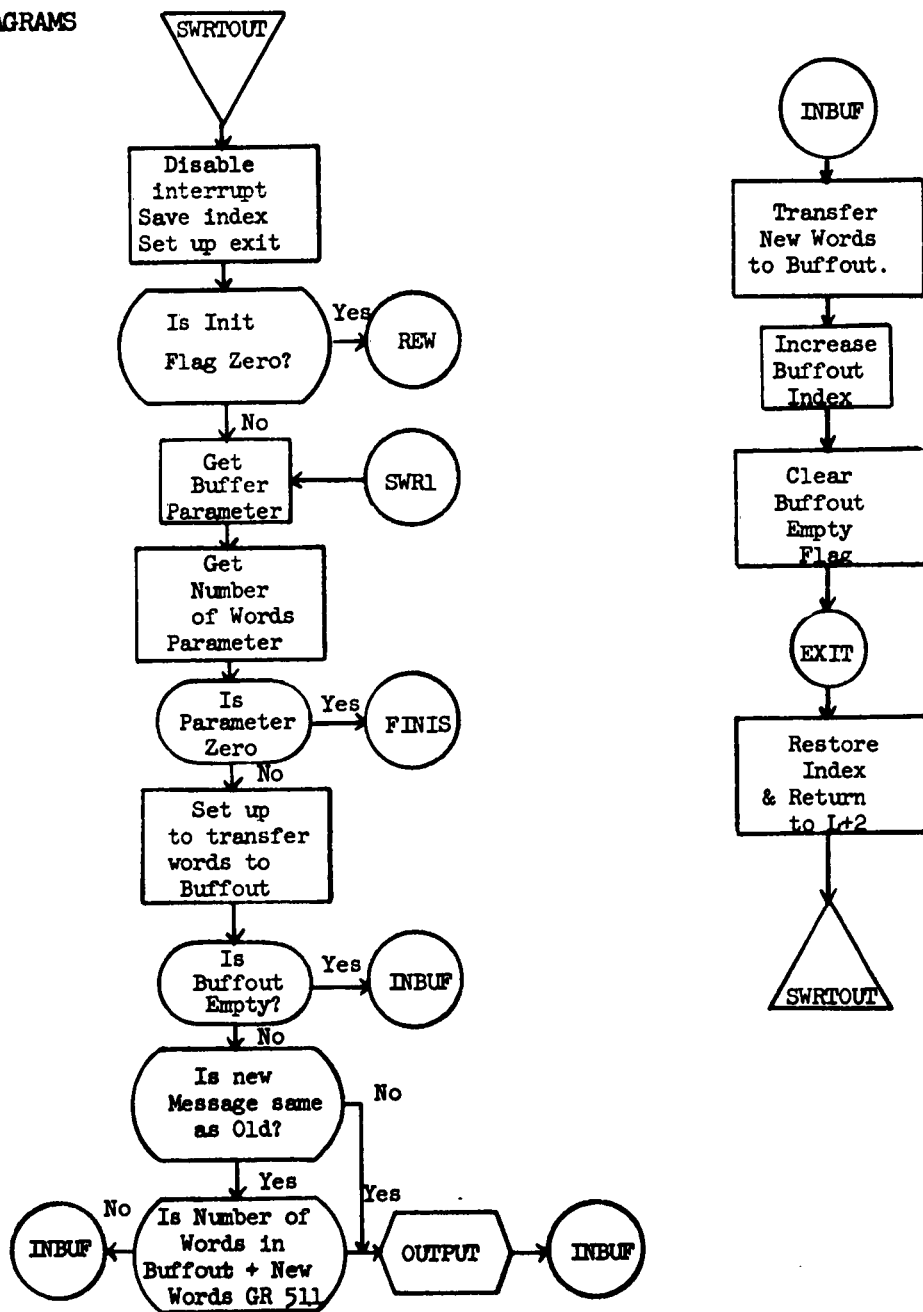 AGRAMS
SWRTOUT
Disable
interrupt
Save index
Set up exit
Is Init
Flag Zero?
Yes
REW
No
Get
Buffer
Parameter
SWR1
Get
Number
of Words
Parameter
Is
Parameter
Zero
Yes
FINIS
No
Set up
to transfer
words to
Buffout
Is
Buffout
Empty?
Yes
INBUF
No
Is new
Message same
as Old?
No
Yes
Is Number of
Words in
Buffout + New
Words GR 511
No
INBUF
Yes
OUTPUT
INBUF
INBUF
Transfer
New Words
to Buffout.
Increase
Buffout
Index
Clear
Buffout
Empty
Flag
EXIT
Restore
Index
& Return
to L+2
SWRTOUT